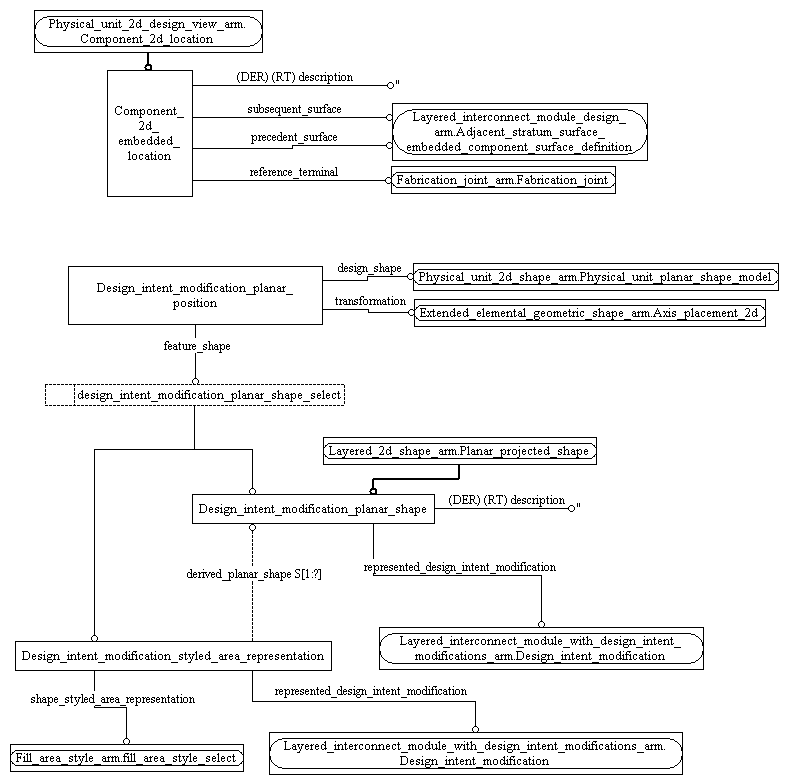 Physical_unit_2d_design_view_arm.
Component_2d_location
(DER) (RT) description
"
Component_
2d_
embedded_
location
subsequent_surface
precedent_surface
Layered_interconnect_module_design_
arm.Adjacent_stratum_surface_
embedded_component_surface_definition
reference_terminal
Fabrication_joint_arm.Fabrication_joint
Design_intent_modification_planar_
position
design_shape
Physical_unit_2d_shape_arm.Physical_unit_planar_shape_model
transformation
Extended_elemental_geometric_shape_arm.Axis_placement_2d
feature_shape
design_intent_modification_planar_shape_select
Layered_2d_shape_arm.Planar_projected_shape
Design_intent_modification_planar_shape
(DER) (RT) description
"
derived_planar_shape S[1:?]
represented_design_intent_modification
Layered_interconnect_module_with_design_intent_
modifications_arm.Design_intent_modification
Design_intent_modification_styled_area_representation
shape_styled_area_representation
represented_design_intent_modification
Fill_area_style_arm.fill_area_style_select
Layered_interconnect_module_with_design_intent_modifications_arm.
Design_intent_modification